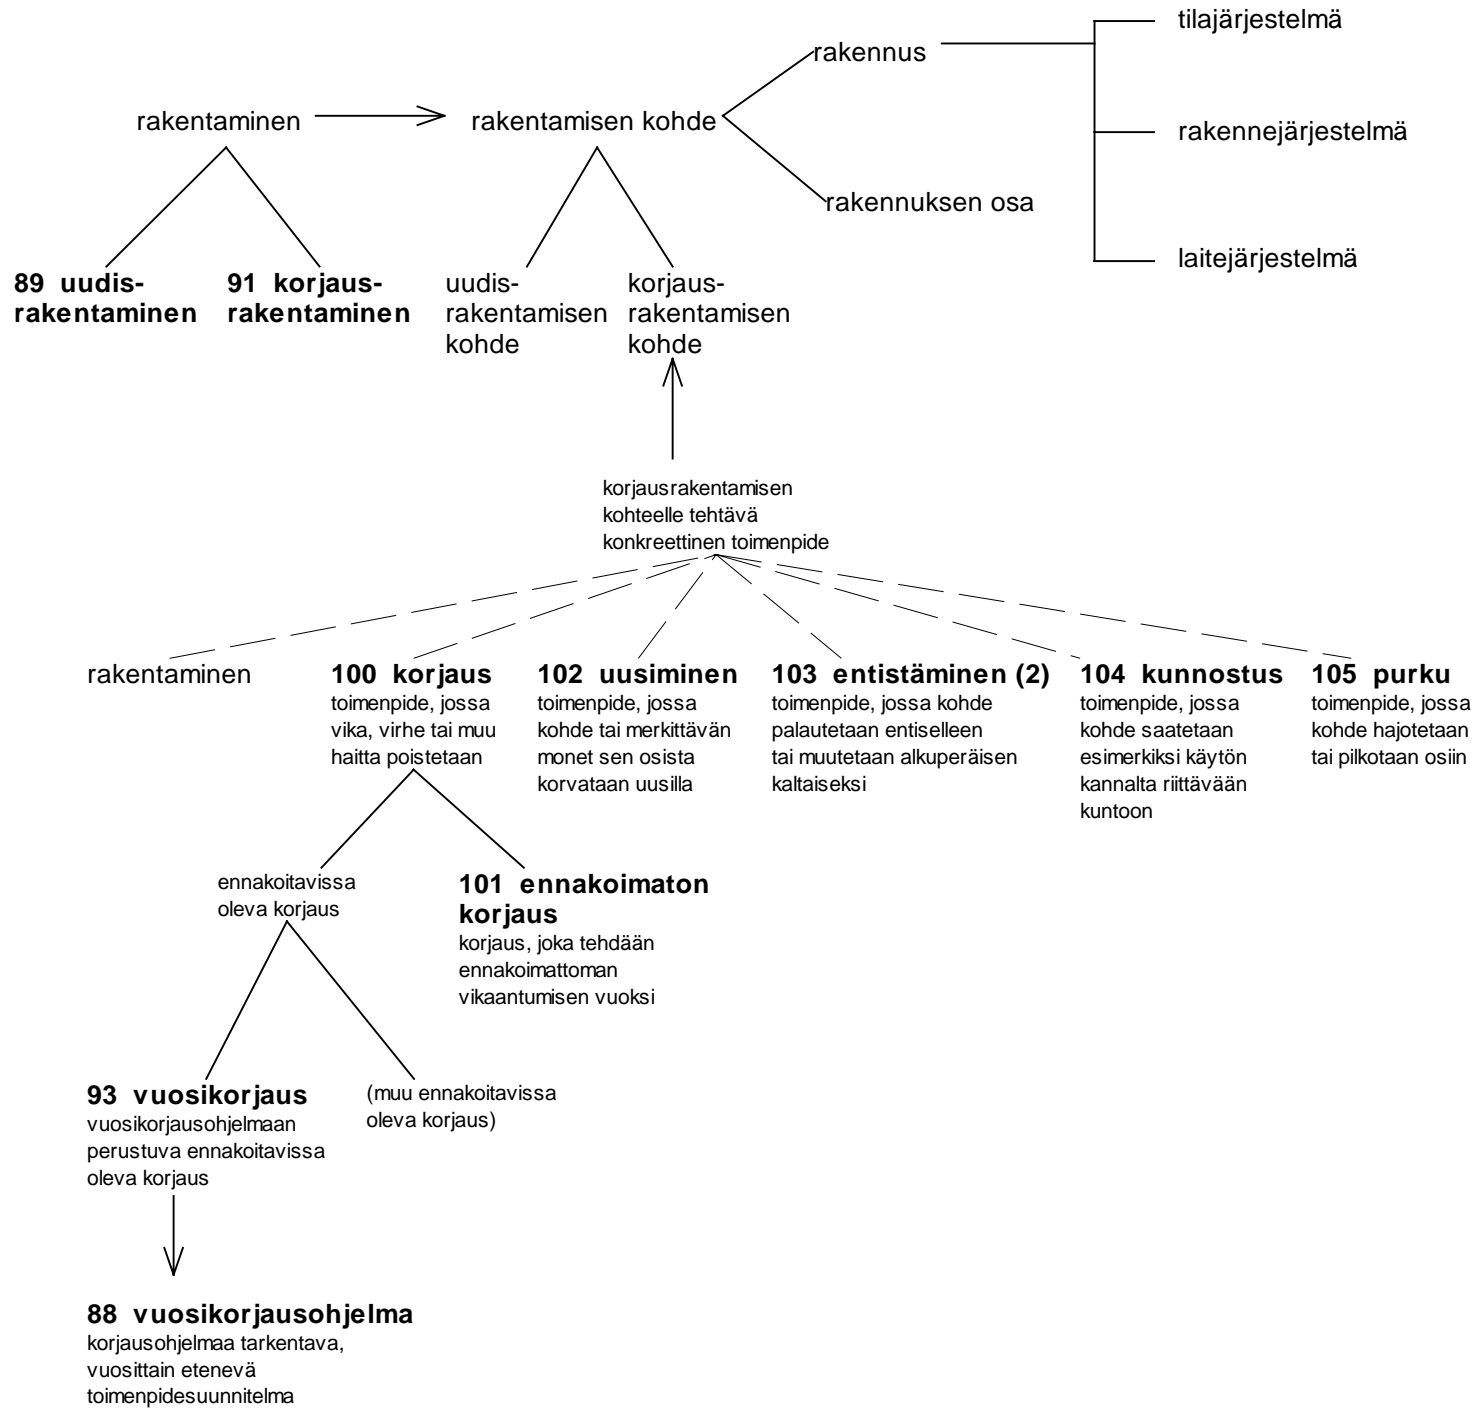 tilajärjestelmä
rakennus
rakentaminen
rakentamisen kohde
rakennejärjestelmä
rakennuksen osa
laitejärjestelmä
89 uudis-
rakentaminen
91 korjaus-
rakentaminen
uudis-
rakentamisen
kohde
korjaus-
rakentamisen
kohde
korjausrakentamisen
kohteelle tehtävä
konkreettinen toimenpide
rakentaminen
100 korjaus
toimenpide, jossa
vika, virhe tai muu
haitta poistetaan
102 uusiminen
toimenpide, jossa
kohde tai merkittävän
monet sen osista
korvataan uusilla
103 entistäminen (2)
toimenpide, jossa kohde
palautetaan entiselleen
tai muutetaan alkuperäisen
kaltaiseksi
104 kunnostus
toimenpide, jossa
kohde saatetaan
esimerkiksi käytön
kannalta riittävään
kuntoon
105 purku
toimenpide, jossa
kohde hajotetaan
tai pilkotaan osiin
ennakoitavissa
oleva korjaus
101 ennakoimaton
korjaus
korjaus, joka tehdään
ennakoimattoman
vikaantumisen vuoksi
93 vuosikorjaus
vuosikorjausohjelmaan
perustuva ennakoitavissa
oleva korjaus
(muu ennakoitavissa
oleva korjaus)
88 vuosikorjausohjelma
korjausohjelmaa tarkentava,
vuosittain etenevä
toimenpidesuunnitelma